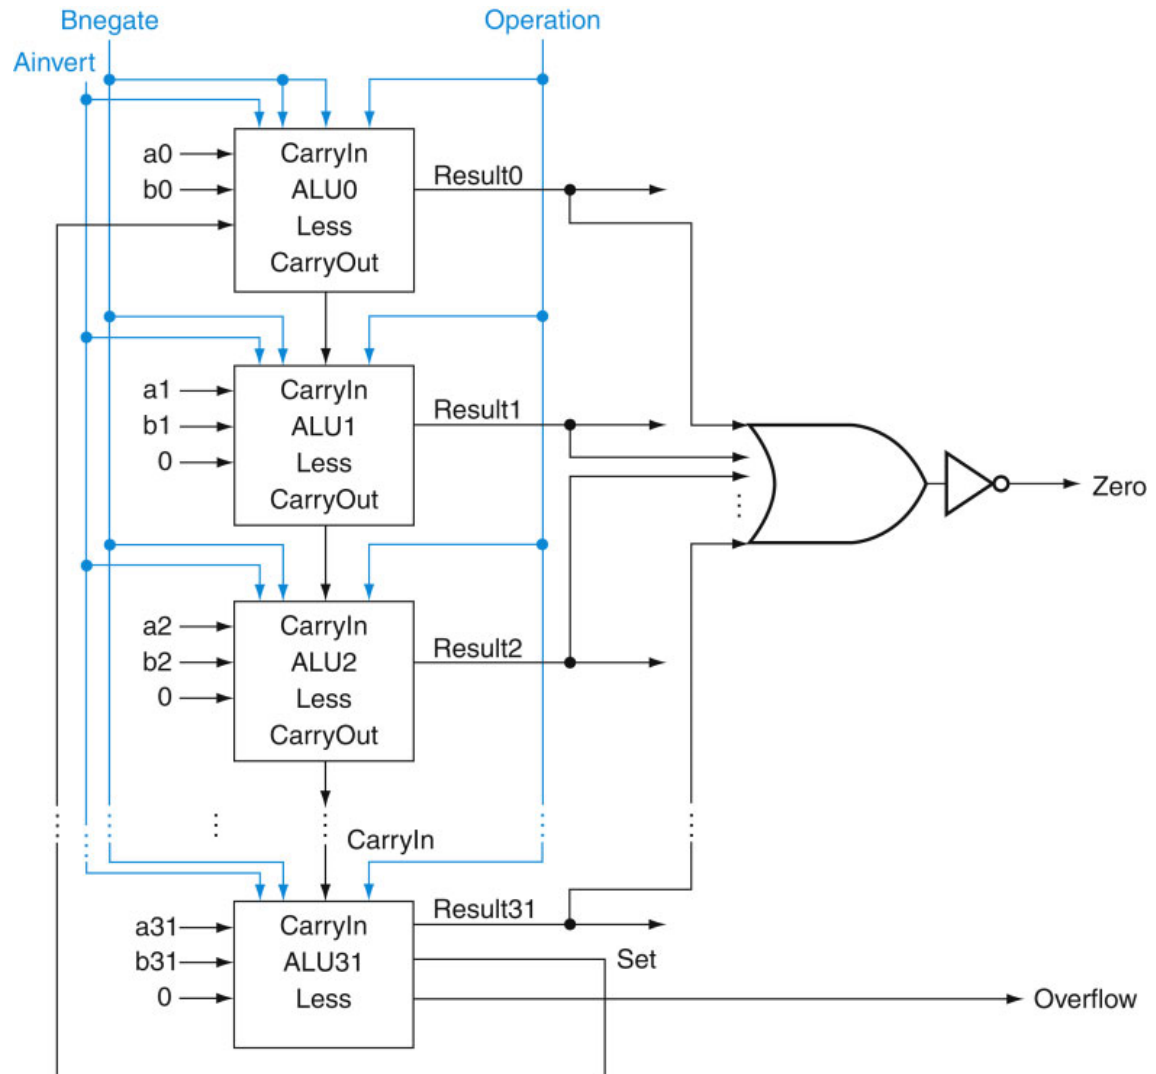 Bnegate
Operation
Ainvert
a0
b0
CarryIn
ALU0
Less
CarryOut
Result0
a1
b1
0
CarryIn
ALU1
Less
CarryOut
Result1
Zero
a2
b2
0
CarryIn
ALU2
Less
CarryOut
Result2
CarryIn
a31
b31
0
CarryIn
ALU31
Less
Result31
Set
Overflow